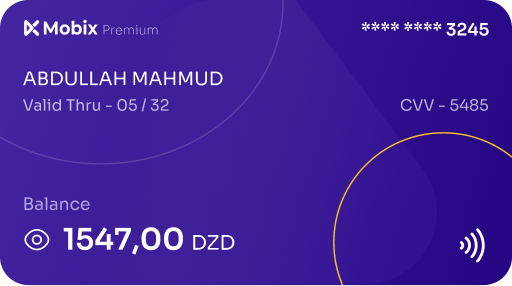 Mobix Premium
**** **** 3245
ABDULLAH MAHMUD
Valid Thru - 05 / 32
CVV - 5485
Balance
1547,00 DZD